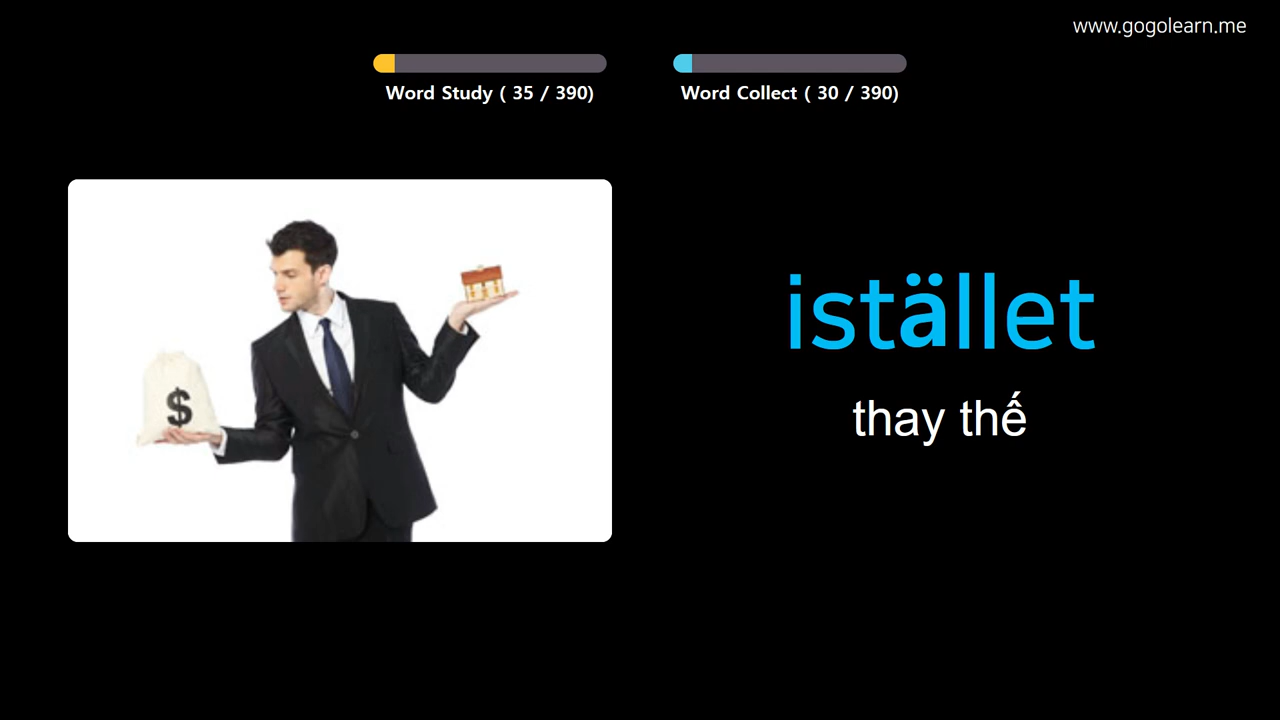 www.gogolearn.me
Word Study ( 35 / 390)
Word Collect ( 30 / 390)
$
istället
thay thế